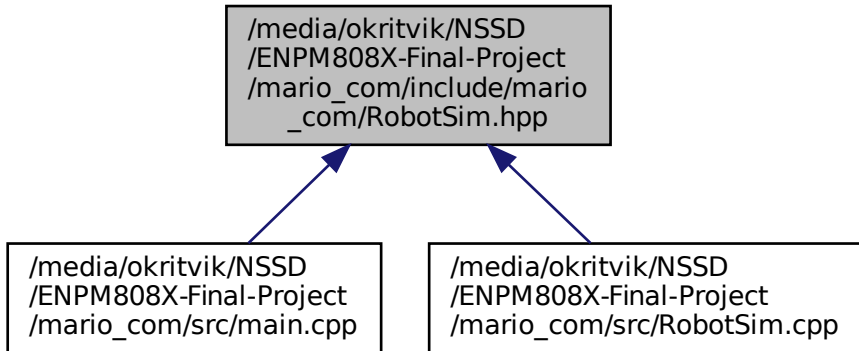 /media/okritvik/NSSD
/ENPM808X-Final-Project
/mario_com/include/mario
_com/RobotSim.hpp
/media/okritvik/NSSD
/ENPM808X-Final-Project
/mario_com/src/main.cpp
/media/okritvik/NSSD
/ENPM808X-Final-Project
/mario_com/src/RobotSim.cpp